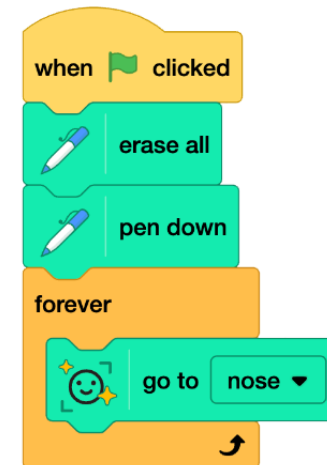 when clicked
erase all
pen down
forever
go to nose